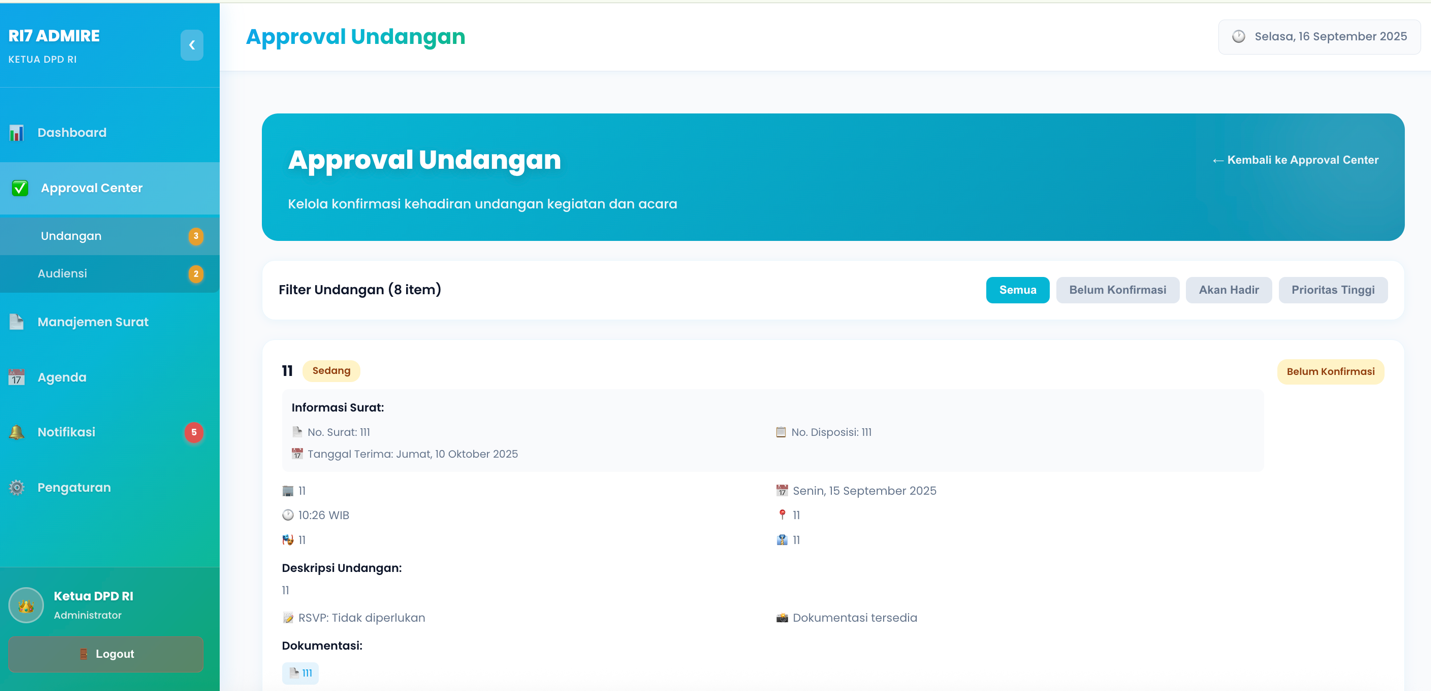 RI7 ADMIRE
KETUA DPD RI
Dashboard
Approval Center
Undangan 3
Audiensi 2
Manajemen Surat
Agenda
Notifikasi 5
Pengaturan
Ketua DPD RI
Administrator
Logout
Approval Undangan
Selasa, 16 September 2025
Approval Undangan
← Kembali ke Approval Center
Kelola konfirmasi kehadiran undangan kegiatan dan acara
Filter Undangan (8 item)
Semua Belum Konfirmasi Akan Hadir Prioritas Tinggi
11 Sedang Belum Konfirmasi
Informasi Surat:
No. Surat: 111 No. Disposisi: 111
Tanggal Terima: Jumat, 10 Oktober 2025
11 Senin, 15 September 2025
10:26 WIB 11
11 11
Deskripsi Undangan:
11
RSVP: Tidak diperlukan Dokumentasi tersedia
Dokumentasi:
111